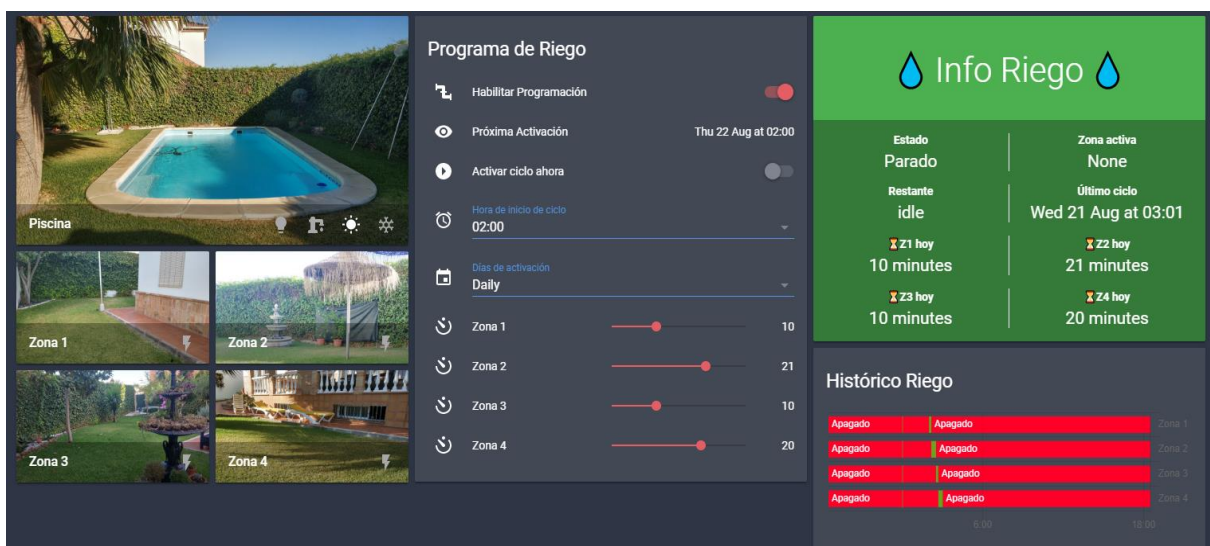 Piscina
Zona 1
Zona 2
Zona 3
Zona 4
Programa de Riego
Habilitar Programación
Próxima Activación Thu 22 Aug at 02:00
Activar ciclo ahora
Hora de inicio de ciclo
02:00
Días de activación
Daily
Zona 1 10
Zona 2 21
Zona 3 10
Zona 4 20
Info Riego
Estado Zona activa
Parado None
Restante Último ciclo
idle Wed 21 Aug at 03:01
Z1 hoy Z2 hoy
10 minutes 21 minutes
Z3 hoy Z4 hoy
10 minutes 20 minutes
Histórico Riego
Apagado Apagado Zona 1
Apagado Apagado Zona 2
Apagado Apagado Zona 3
Apagado Apagado Zona 4
6:00 18:00